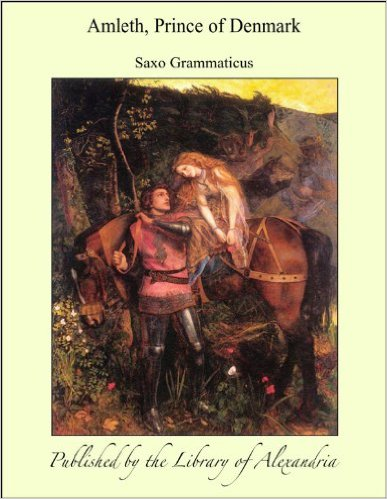 Amleth, Prince of Denmark
Saxo Grammaticus
Published by the Library of Alexandria